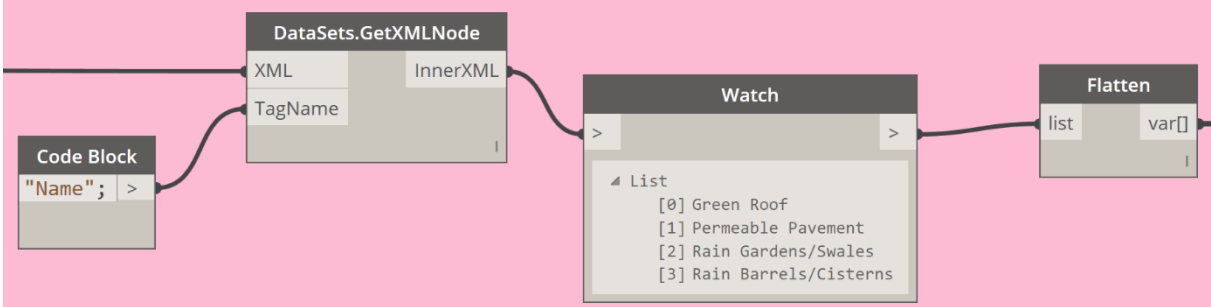 DataSets.GetXMLNode
XML InnerXML
TagName
Code Block
"Name"; >
Watch
> >
List
[0] Green Roof
[1] Permeable Pavement
[2] Rain Gardens/Swales
[3] Rain Barrels/Cisterns
Flatten
list var[]